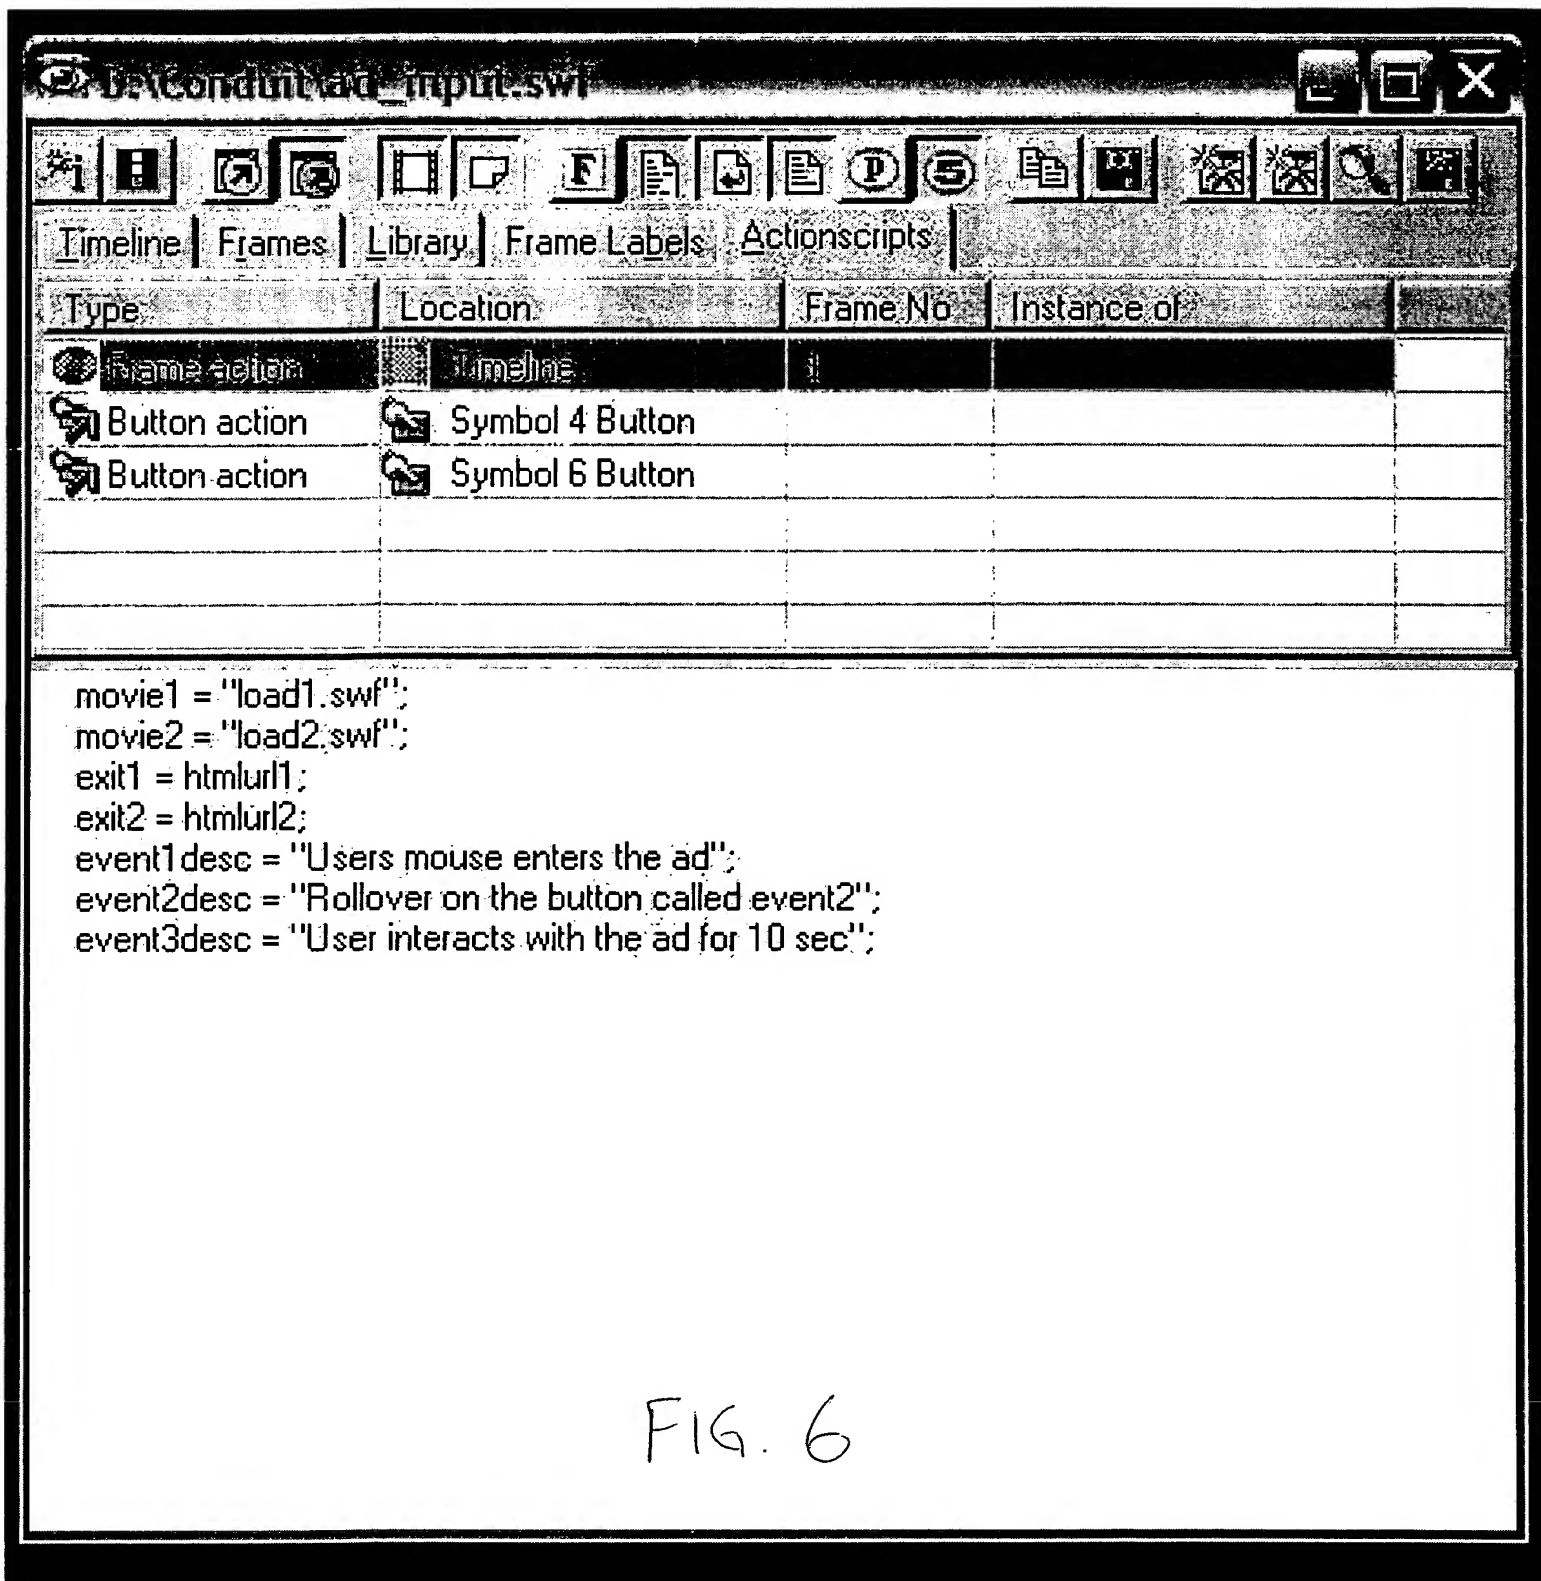 D:\Conduit\ad_input.swf
Timeline Frames Library Frame Labels Actionscripts
Type Location Frame No Instance of
Frame action Timeline
Button action Symbol 4 Button
Button action Symbol 6 Button
movie1 = "load1.swf";
movie2 = "load2.swf";
exit1 = htmlurl1;
exit2 = htmlurl2;
event1desc = "Users mouse enters the ad";
event2desc = "Rollover on the button called event2";
event3desc = "User interacts with the ad for 10 sec";
FIG. 6